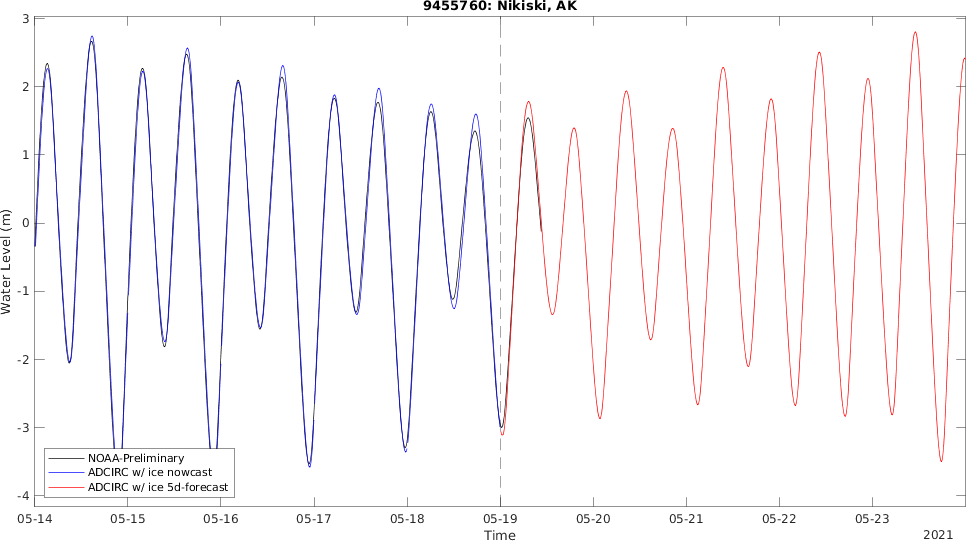 9455760: Nikiski, AK
3
2
1
0
-1
-2
-3
-4
Water Level (m)
NOAA-Preliminary
ADCIRC w/ ice nowcast
ADCIRC w/ ice 5d-forecast
05-14 05-15 05-16 05-17 05-18 05-19 05-20 05-21 05-22 05-23
Time
2021